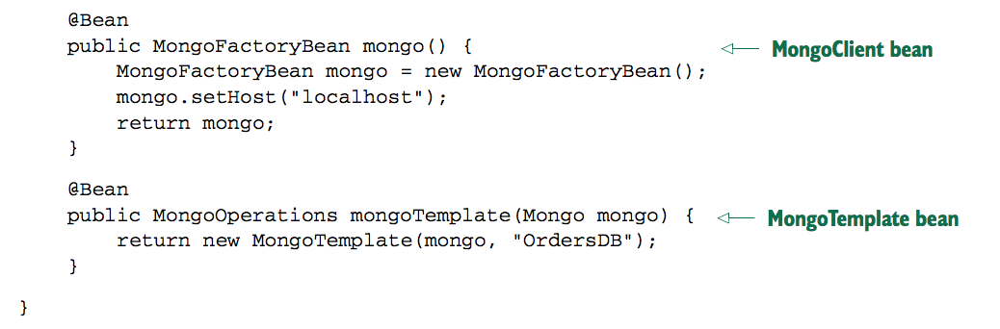 @Bean
public MongoFactoryBean mongo() { MongoClient bean
MongoFactoryBean mongo = new MongoFactoryBean();
mongo.setHost("localhost");
return mongo;
}
@Bean
public MongoOperations mongoTemplate(Mongo mongo) { MongoTemplate bean
return new MongoTemplate(mongo, "OrdersDB");
}
}